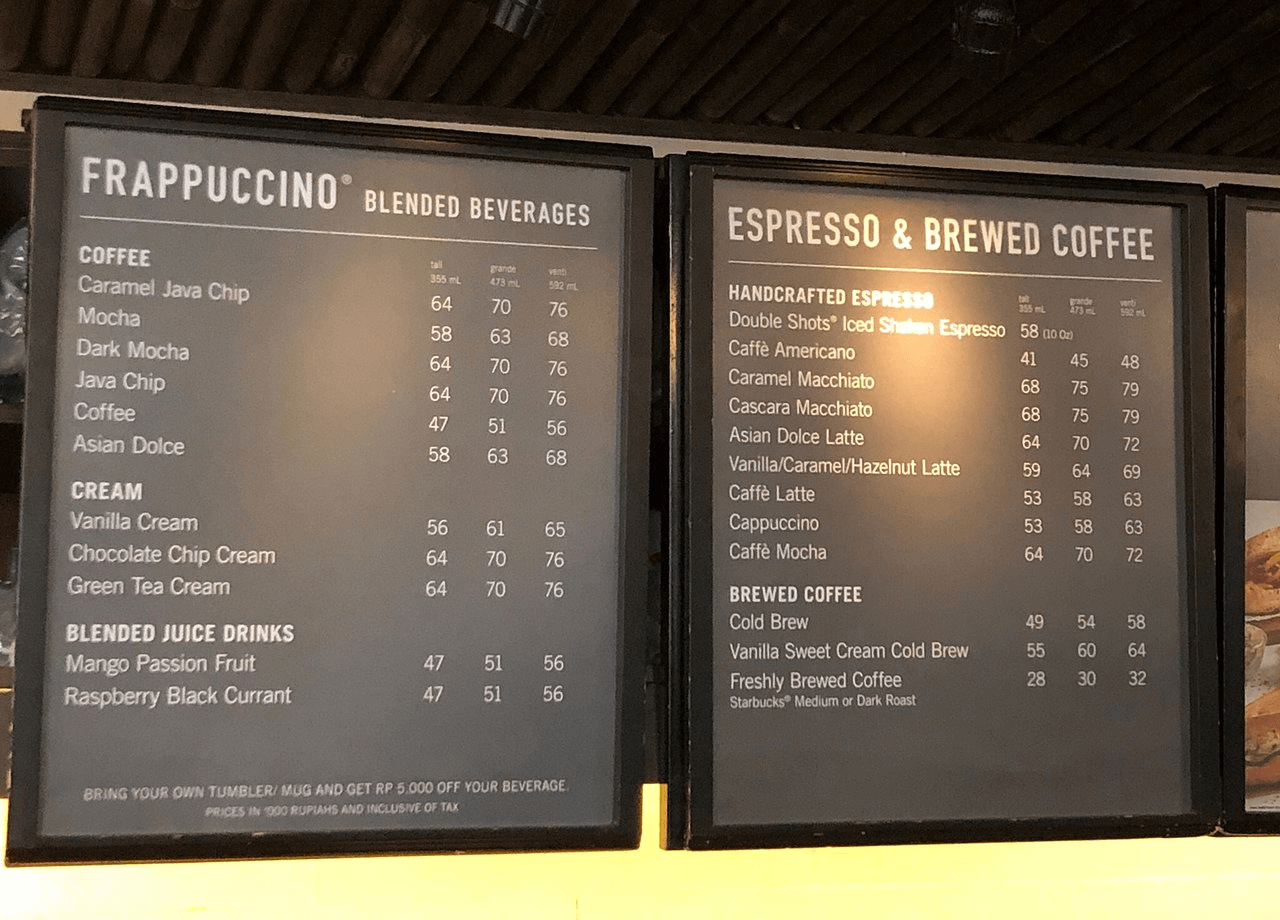 FRAPPUCCINO® BLENDED BEVERAGES
COFFEE tall 355 mL grande 473 mL venti 592 mL
Caramel Java Chip 64 70 76
Mocha 58 63 68
Dark Mocha 64 70 76
Java Chip 64 70 76
Coffee 47 51 56
Asian Dolce 58 63 68
CREAM
Vanilla Cream 56 61 65
Chocolate Chip Cream 64 70 76
Green Tea Cream 64 70 76
BLENDED JUICE DRINKS
Mango Passion Fruit 47 51 56
Raspberry Black Currant 47 51 56
BRING YOUR OWN TUMBLER/ MUG AND GET RP 5.000 OFF YOUR BEVERAGE.
PRICES IN '000 RUPIAHS AND INCLUSIVE OF TAX
ESPRESSO & BREWED COFFEE
HANDCRAFTED ESPRESSO tall 355 mL grande 473 mL venti 592 mL
Double Shots® Iced Shaken Espresso 58 (10 Oz)
Caffè Americano 41 45 48
Caramel Macchiato 68 75 79
Cascara Macchiato 68 75 79
Asian Dolce Latte 64 70 72
Vanilla/Caramel/Hazelnut Latte 59 64 69
Caffè Latte 53 58 63
Cappuccino 53 58 63
Caffè Mocha 64 70 72
BREWED COFFEE
Cold Brew 49 54 58
Vanilla Sweet Cream Cold Brew 55 60 64
Freshly Brewed Coffee 28 30 32
Starbucks® Medium or Dark Roast